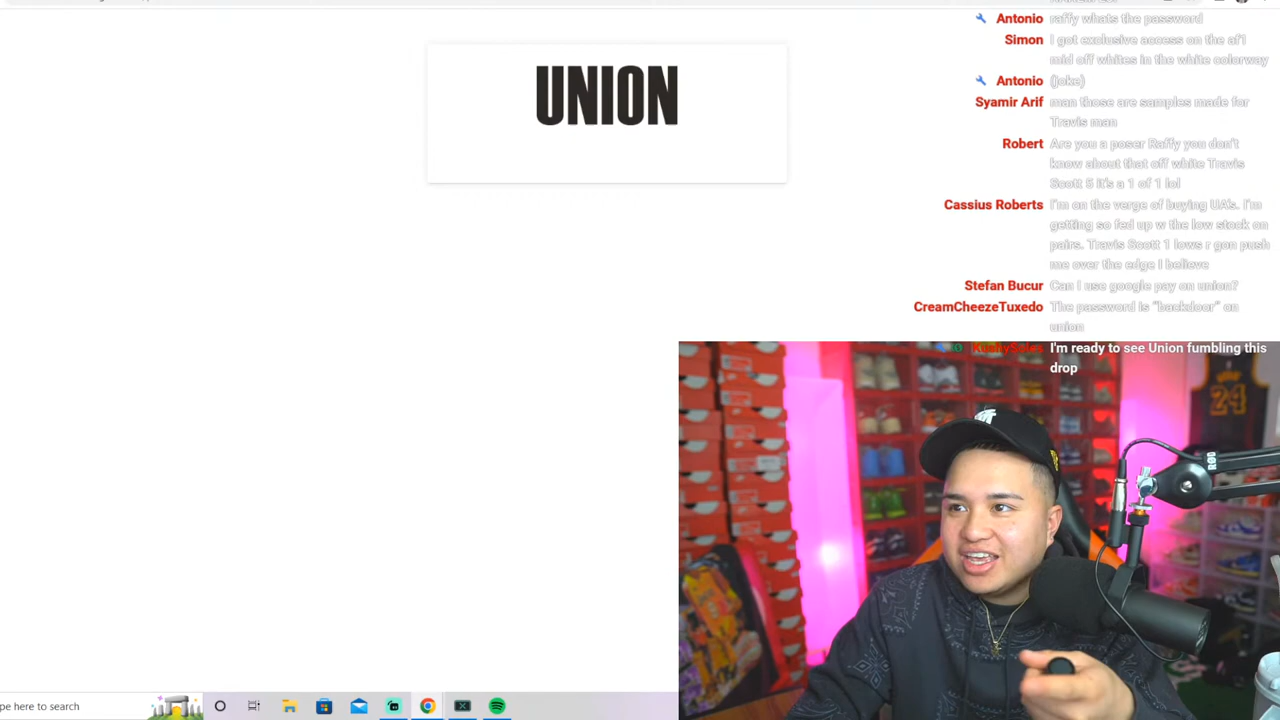 UNION
Antonio raffy whats the password
Simon I got exclusive access on the af1
mid off whites in the white colorway
Antonio (joke)
Syamir Arif man those are samples made for
Travis man
Robert Are you a poser Raffy you don't
know about that off white Travis
Scott 5 it's a 1 of 1 lol
Cassius Roberts I'm on the verge of buying UA's. I'm
getting so fed up w the low stock on
pairs. Travis Scott 1 lows r gon push
me over the edge I believe
Stefan Bucur Can I use google pay on union?
CreamCheezeTuxedo The password is "backdoor" on
union
I'm ready to see Union fumbling this
drop
24
RØDE
pe here to search